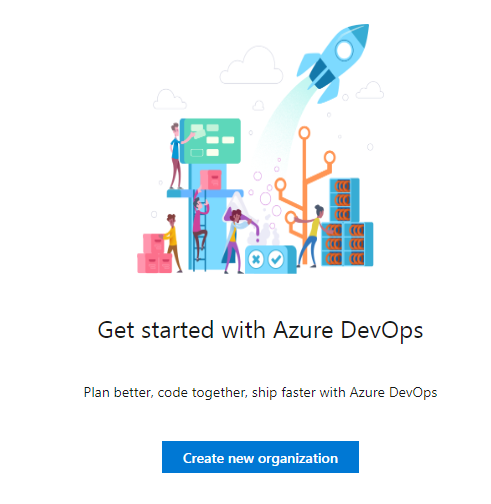 Get started with Azure DevOps
Plan better, code together, ship faster with Azure DevOps
Create new organization